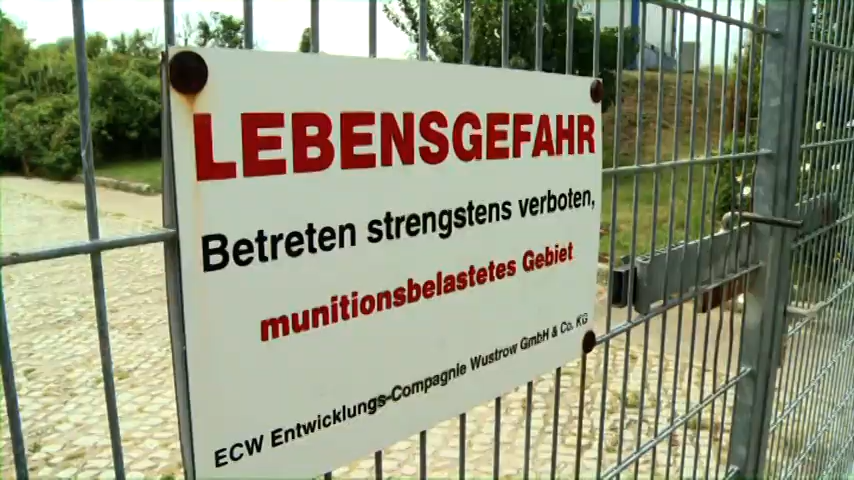 LEBENSGEFAHR
Betreten strengstens verboten,
munitionsbelastetes Gebiet
ECW Entwicklungs-Compagnie Wustrow GmbH & Co. KG